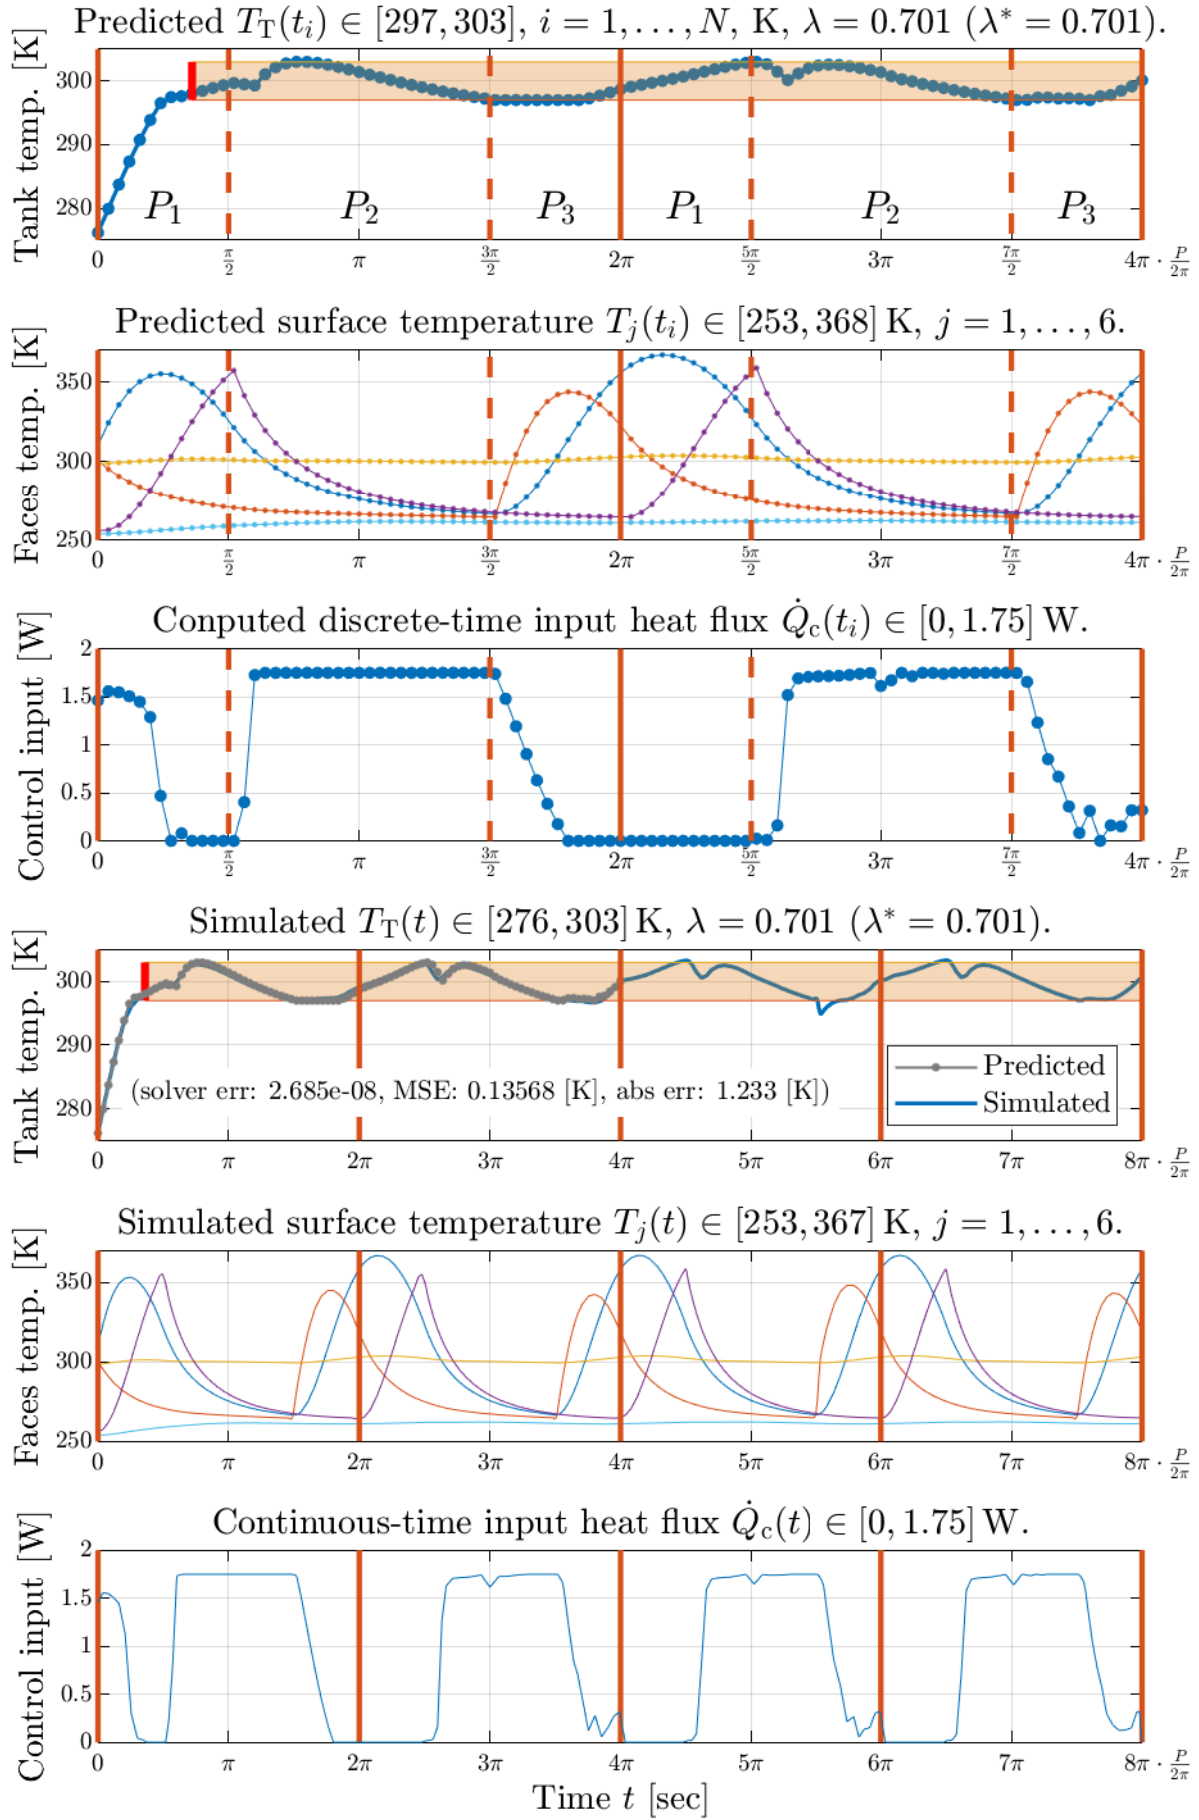 Predicted T_T(t_i) ∈ [297, 303], i = 1, . . . , N, K, λ = 0.701 (λ* = 0.701).
Tank temp. [K]
300
290
280
P_1 P_2 P_3 P_1 P_2 P_3
0 π/2 π 3π/2 2π 5π/2 3π 7π/2 4π · P/2π
Predicted surface temperature T_j(t_i) ∈ [253, 368] K, j = 1, . . . , 6.
Faces temp. [K]
350
300
250
0 π/2 π 3π/2 2π 5π/2 3π 7π/2 4π · P/2π
Conputed discrete-time input heat flux Q̇_c(t_i) ∈ [0, 1.75] W.
Control input [W]
2
1.5
1
0.5
0
0 π/2 π 3π/2 2π 5π/2 3π 7π/2 4π · P/2π
Simulated T_T(t) ∈ [276, 303] K, λ = 0.701 (λ* = 0.701).
Tank temp. [K]
300
290
280
(solver err: 2.685e-08, MSE: 0.13568 [K], abs err: 1.233 [K])
Predicted
Simulated
0 π 2π 3π 4π 5π 6π 7π 8π · P/2π
Simulated surface temperature T_j(t) ∈ [253, 367] K, j = 1, . . . , 6.
Faces temp. [K]
350
300
250
0 π 2π 3π 4π 5π 6π 7π 8π · P/2π
Continuous-time input heat flux Q̇_c(t) ∈ [0, 1.75] W.
Control input [W]
2
1.5
1
0.5
0
0 π 2π 3π 4π 5π 6π 7π 8π · P/2π
Time t [sec]